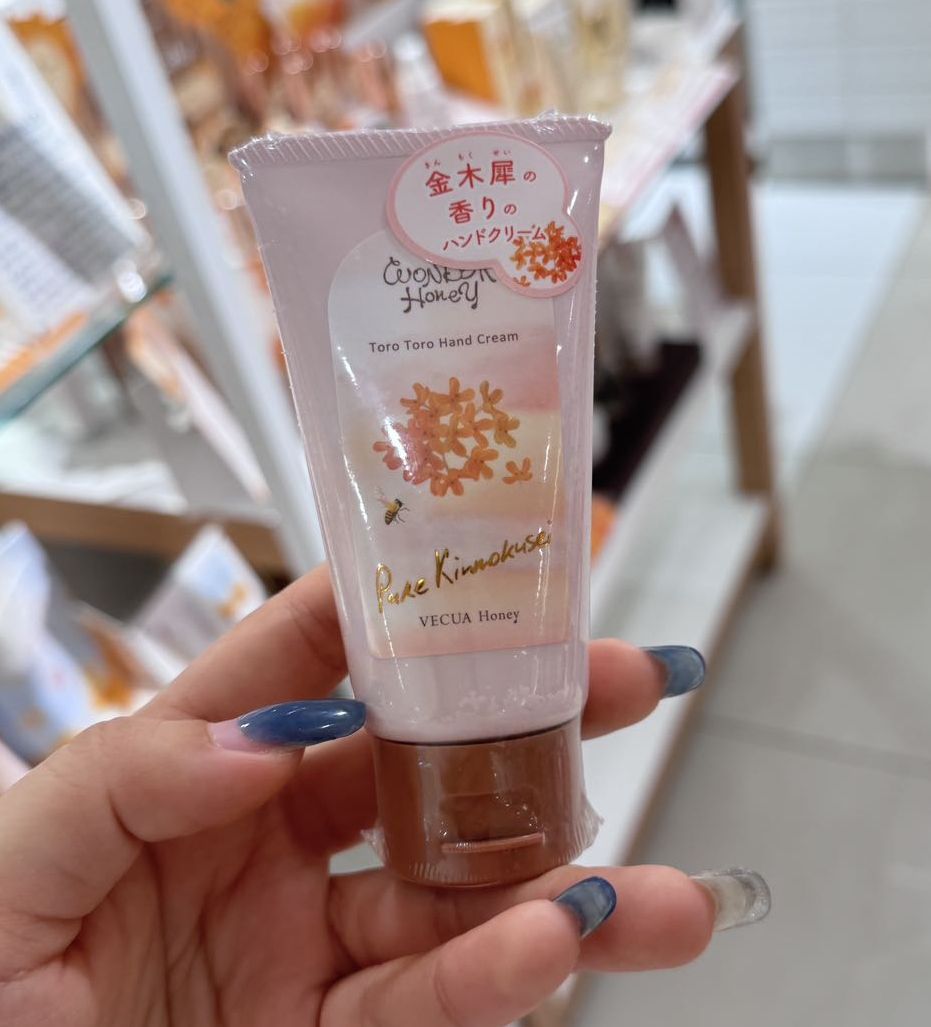 きん もく せい
金木犀の
香りの
ハンドクリーム
WONDER
Honey
Toro Toro Hand Cream
Pure Kinmokusei
VECUA Honey